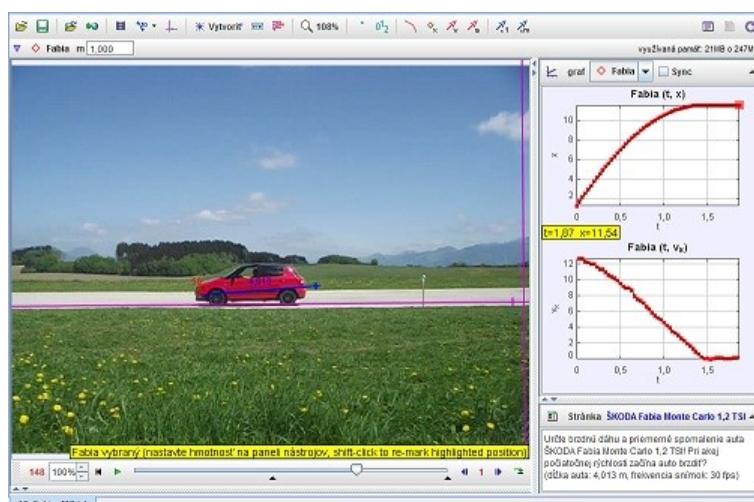 Vytvoriť 108%
Fabia m 1,000
využívaná pamäť: 21MB o 247M
graf Fabia Sync
Fabia (t, x)
10
8
6
4
2
x
0 0,5 1,0 1,5
t
t=1,87 x=11,54
Fabia (t, vx)
12
10
8
6
4
2
0
vx
0 0,5 1,0 1,5
t
Fabia vybraný (nastavte hmotnosť na paneli nástrojov, shift-click to re-mark highlighted position)
148 100% 1
Stránka ŠKODA Fabia Monte Carlo 1,2 TSI
Určte brzdnú dráhu a priemerné spomalenie auta
ŠKODA Fabia Monte Carlo 1,2 TSI! Pri akej
počiatočnej rýchlosti začína auto brzdiť?
(dĺžka auta: 4,013 m, frekvencia snímok: 30 fps)